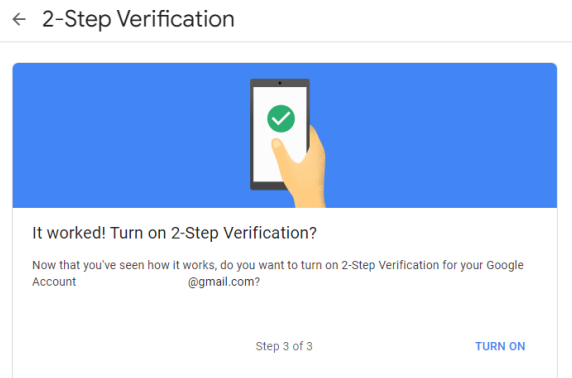 ← 2-Step Verification
It worked! Turn on 2-Step Verification?
Now that you've seen how it works, do you want to turn on 2-Step Verification for your Google
Account @gmail.com?
Step 3 of 3 TURN ON